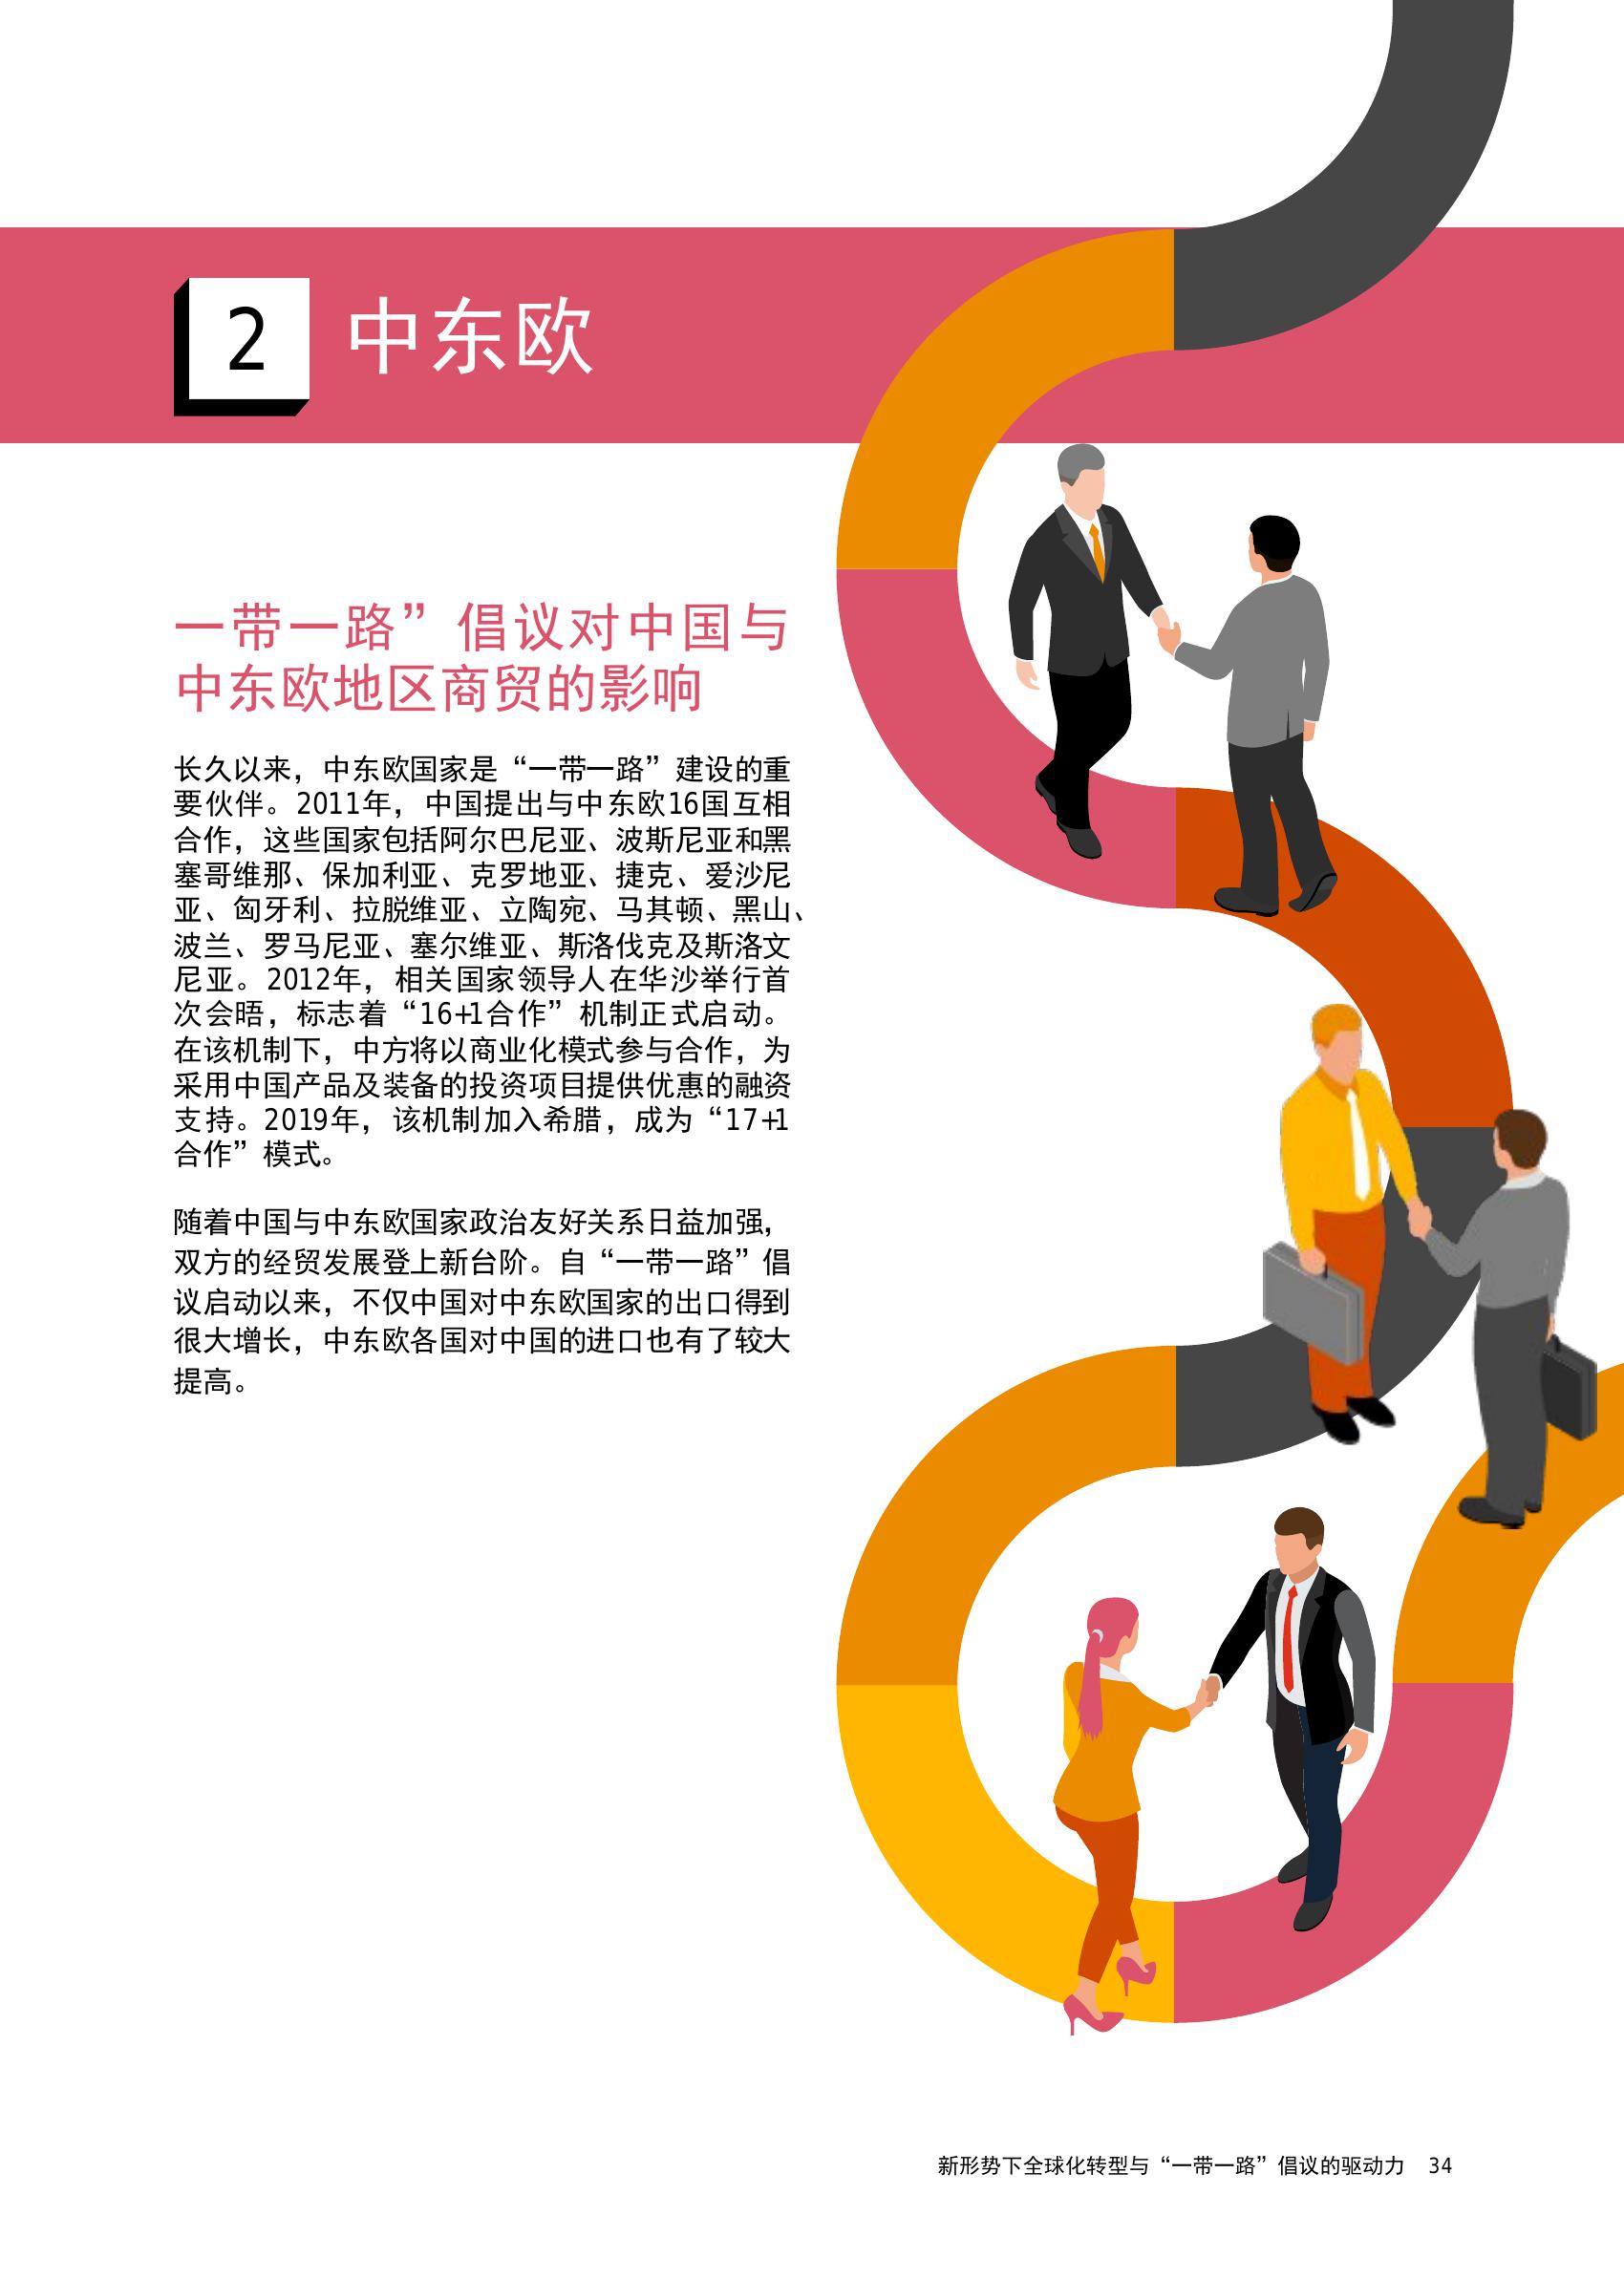 2 中东欧
一带一路”倡议对中国与
中东欧地区商贸的影响
长久以来，中东欧国家是“一带一路”建设的重
要伙伴。2011年，中国提出与中东欧16国互相
合作，这些国家包括阿尔巴尼亚、波斯尼亚和黑
塞哥维那、保加利亚、克罗地亚、捷克、爱沙尼
亚、匈牙利、拉脱维亚、立陶宛、马其顿、黑山、
波兰、罗马尼亚、塞尔维亚、斯洛伐克及斯洛文
尼亚。2012年，相关国家领导人在华沙举行首
次会晤，标志着“16+1合作”机制正式启动。
在该机制下，中方将以商业化模式参与合作，为
采用中国产品及装备的投资项目提供优惠的融资
支持。2019年，该机制加入希腊，成为“17+1
合作”模式。
随着中国与中东欧国家政治友好关系日益加强，
双方的经贸发展登上新台阶。自“一带一路”倡
议启动以来，不仅中国对中东欧国家的出口得到
很大增长，中东欧各国对中国的进口也有了较大
提高。
新形势下全球化转型与“一带一路”倡议的驱动力 34